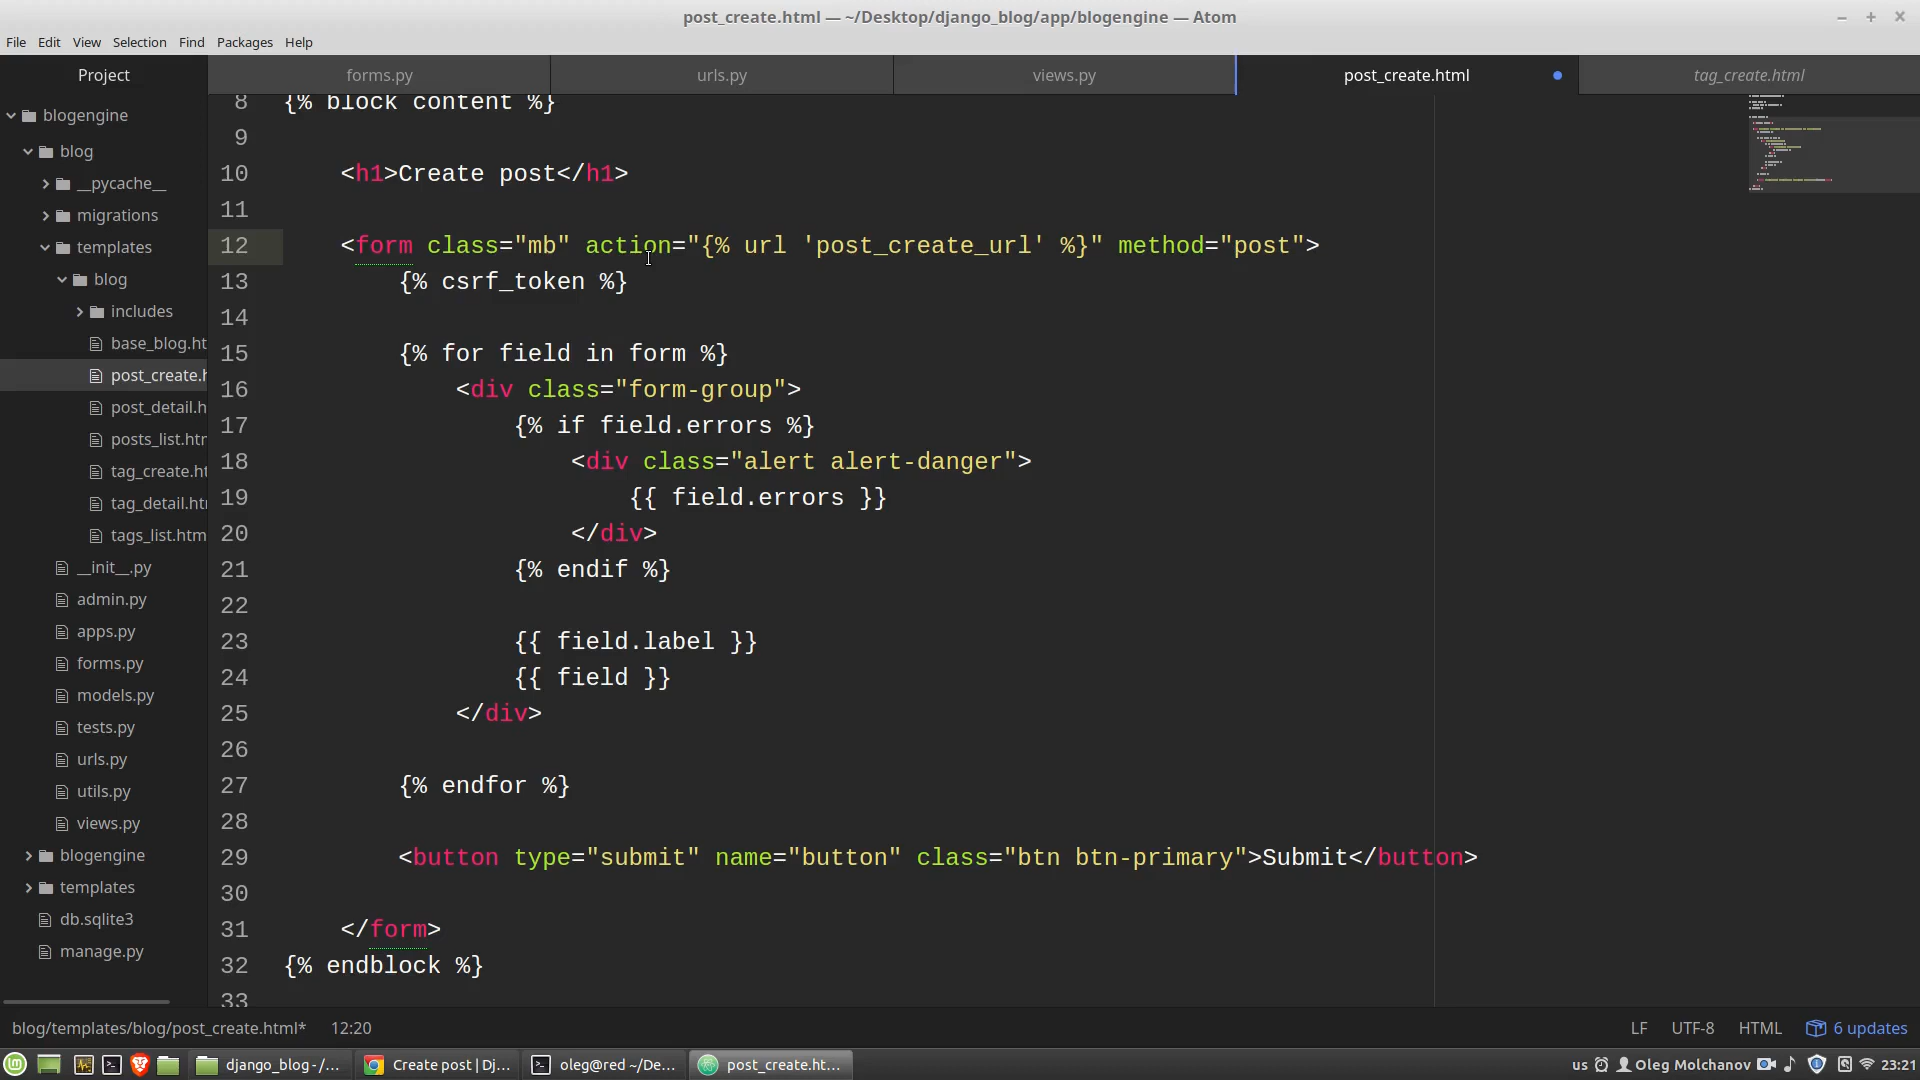 post_create.html — ~/Desktop/django_blog/app/blogengine — Atom
File Edit View Selection Find Packages Help
Project
forms.py
urls.py
views.py
post_create.html
tag_create.html
blogengine
blog
__pycache__
migrations
templates
blog
includes
base_blog.ht
post_create.h
post_detail.h
posts_list.htm
tag_create.ht
tag_detail.htm
tags_list.htm
__init__.py
admin.py
apps.py
forms.py
models.py
tests.py
urls.py
utils.py
views.py
blogengine
templates
db.sqlite3
manage.py
8 {% block content %}
9
10 <h1>Create post</h1>
11
12 <form class="mb" action="{% url 'post_create_url' %}" method="post">
13 {% csrf_token %}
14
15 {% for field in form %}
16 <div class="form-group">
17 {% if field.errors %}
18 <div class="alert alert-danger">
19 {{ field.errors }}
20 </div>
21 {% endif %}
22
23 {{ field.label }}
24 {{ field }}
25 </div>
26
27 {% endfor %}
28
29 <button type="submit" name="button" class="btn btn-primary">Submit</button>
30
31 </form>
32 {% endblock %}
33
blog/templates/blog/post_create.html* 12:20 LF UTF-8 HTML 6 updates
django_blog - /... Create post | Dj... oleg@red ~/De... post_create.ht... us Oleg Molchanov 23:21